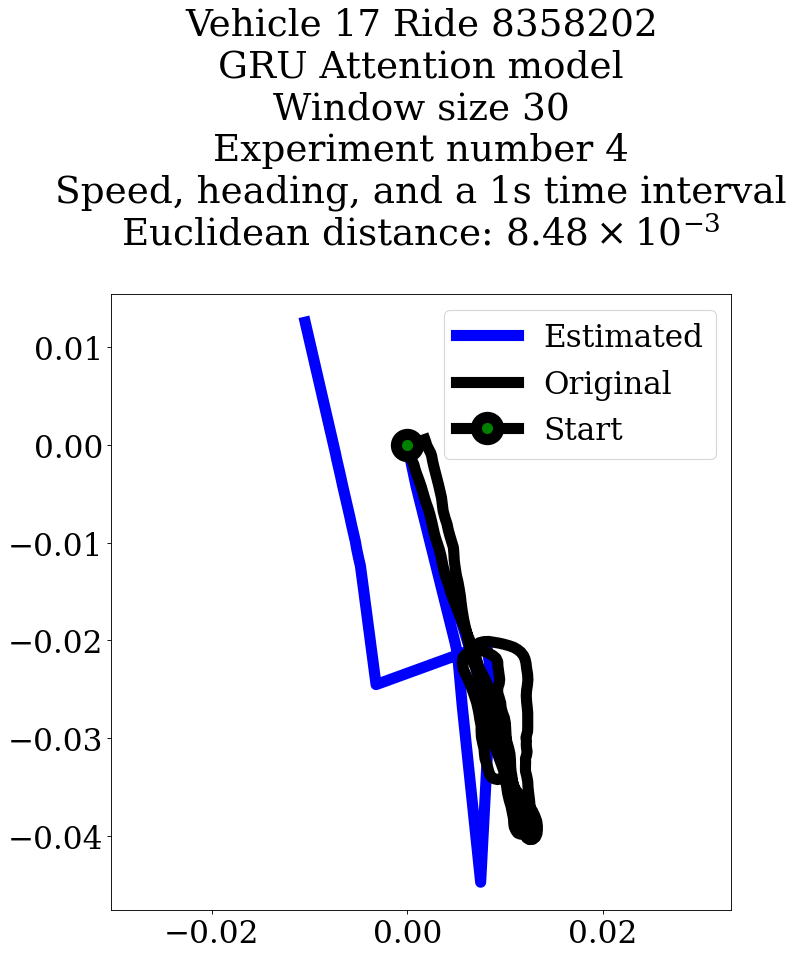 Vehicle 17 Ride 8358202
GRU Attention model
Window size 30
Experiment number 4
Speed, heading, and a 1s time interval
Euclidean distance: 8.48 × 10⁻³
Estimated
Original
Start
0.01
0.00
−0.01
−0.02
−0.03
−0.04
−0.02
0.00
0.02